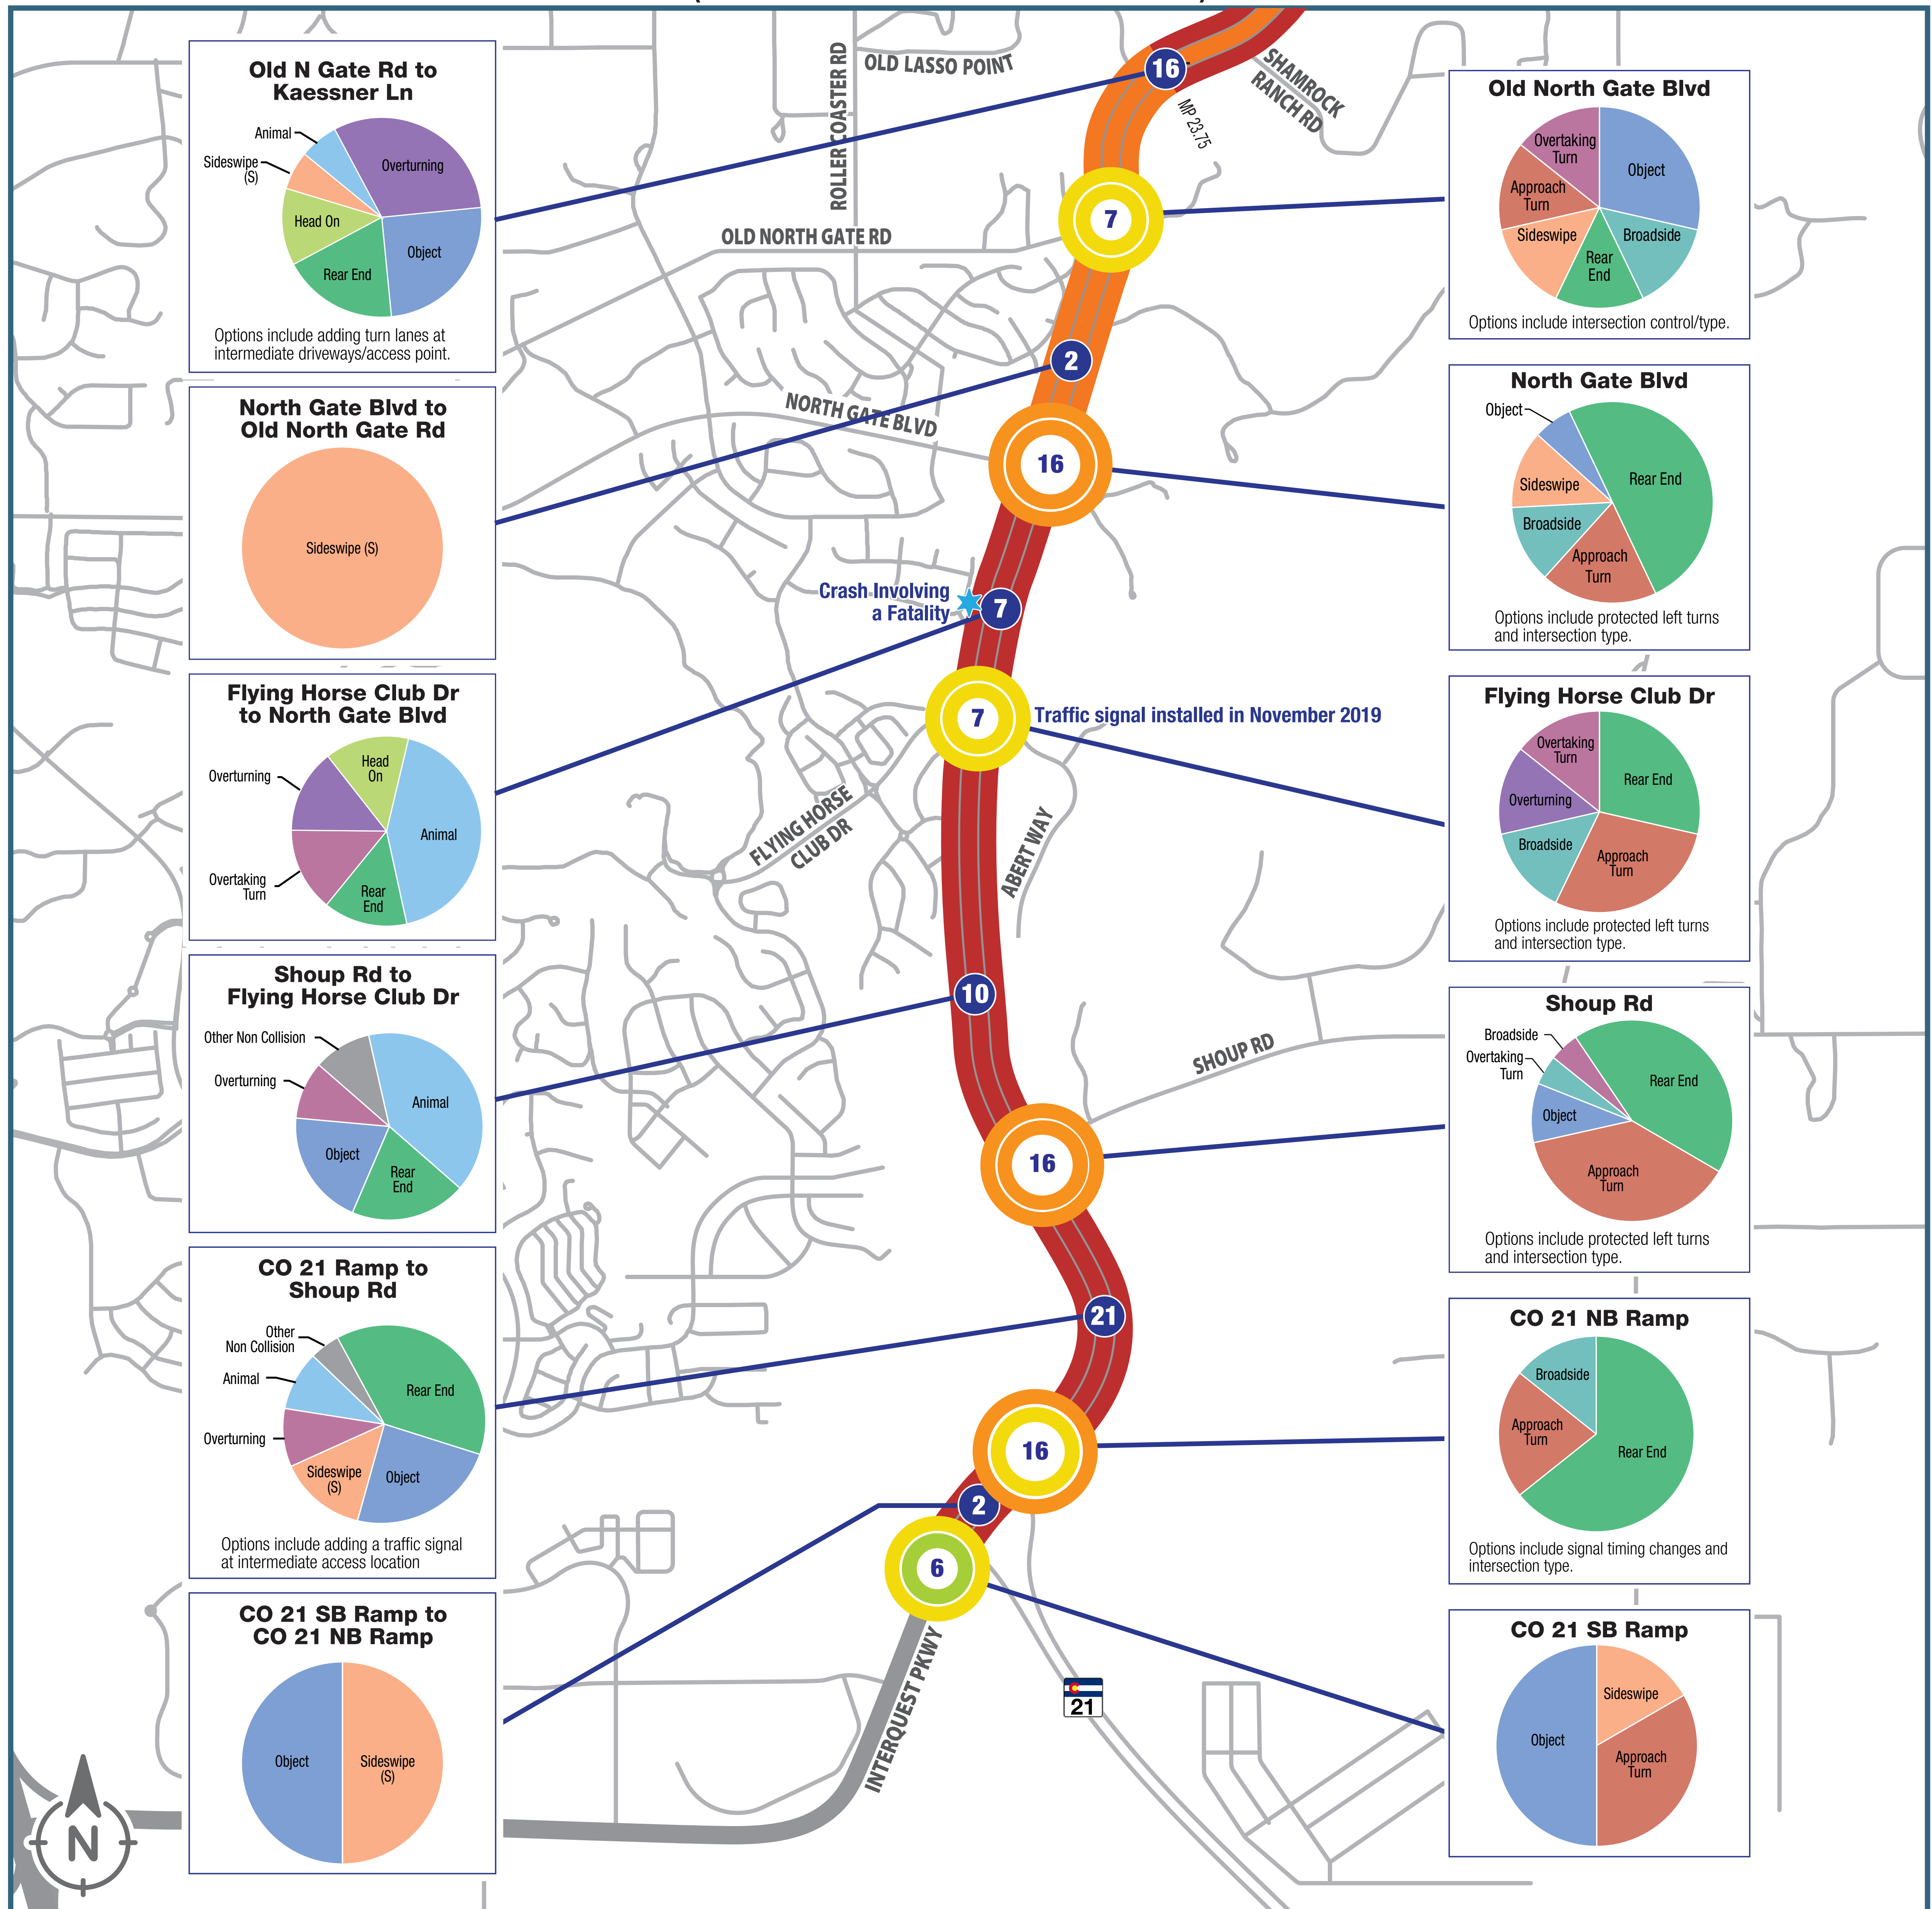 Old N Gate Rd to
Kaessner Ln
Animal
Overturning
Sideswipe
(S)
Head On
Object
Rear End
Options include adding turn lanes at
intermediate driveways/access point.
North Gate Blvd to
Old North Gate Rd
Sideswipe (S)
Flying Horse Club Dr
to North Gate Blvd
Head
On
Overturning
Animal
Overtaking
Turn
Rear
End
Shoup Rd to
Flying Horse Club Dr
Other Non Collision
Overturning
Animal
Object
Rear
End
CO 21 Ramp to
Shoup Rd
Other
Non Collision
Animal
Rear End
Overturning
Sideswipe
(S)
Object
Options include adding a traffic signal
at intermediate access location
CO 21 SB Ramp to
CO 21 NB Ramp
Object
Sideswipe
(S)
N
ROLLER COASTER RD
OLD LASSO POINT
16
SHAMROCK
RANCH RD
MP 23.75
7
OLD NORTH GATE RD
2
NORTH GATE BLVD
16
Crash Involving
a Fatality
7
7
Traffic signal installed in November 2019
FLYING HORSE
CLUB DR
ABERT WAY
10
SHOUP RD
16
21
16
2
6
INTERQUEST PKWY
C
21
Old North Gate Blvd
Overtaking
Turn
Object
Approach
Turn
Sideswipe
Broadside
Rear
End
Options include intersection control/type.
North Gate Blvd
Object
Rear End
Sideswipe
Broadside
Approach
Turn
Options include protected left turns
and intersection type.
Flying Horse Club Dr
Overtaking
Turn
Rear End
Overturning
Broadside
Approach
Turn
Options include protected left turns
and intersection type.
Shoup Rd
Broadside
Overtaking
Turn
Rear End
Object
Approach
Turn
Options include protected left turns
and intersection type.
CO 21 NB Ramp
Broadside
Approach
Turn
Rear End
Options include signal timing changes and
intersection type.
CO 21 SB Ramp
Sideswipe
Object
Approach
Turn